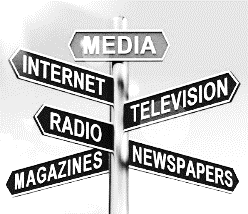 MEDIA
INTERNET
TELEVISION
RADIO
MAGAZINES
NEWSPAPERS